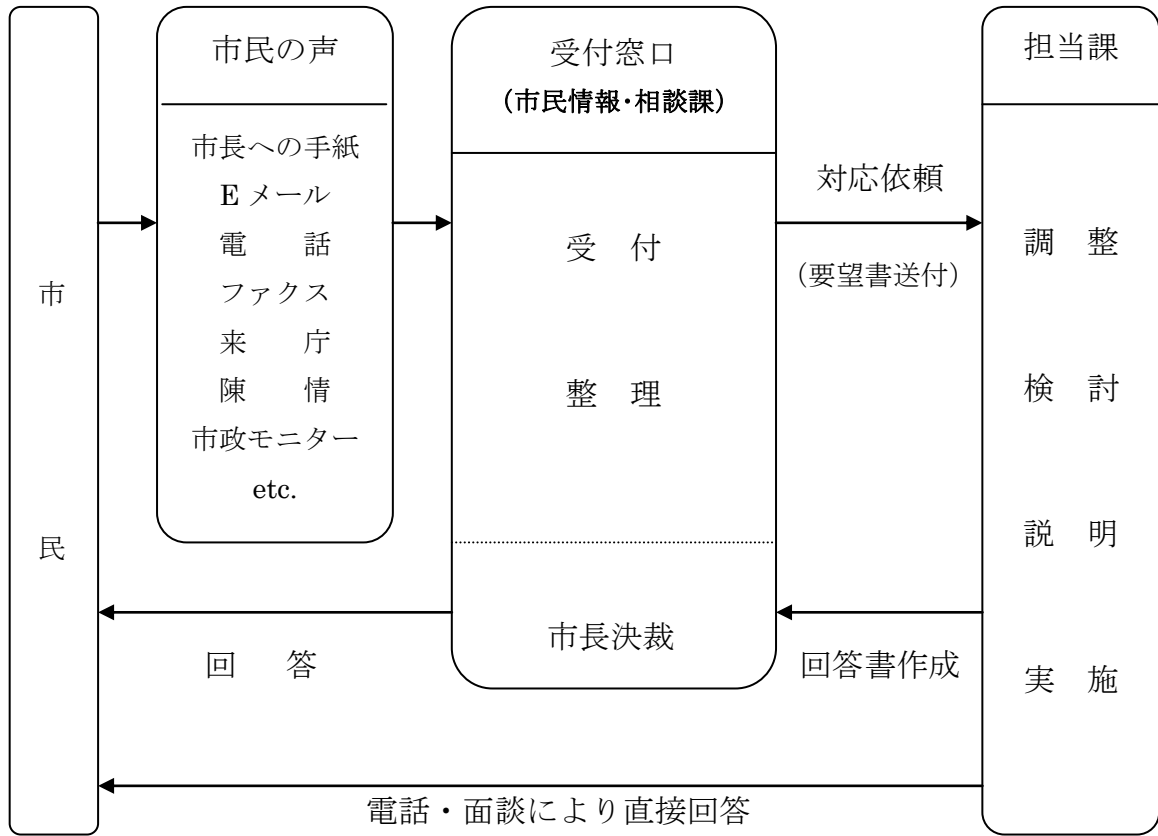 市民
市民の声
市長への手紙
E メール
電　　話
ファクス
来　　庁
陳　　情
市政モニター
etc.
受付窓口
（市民情報・相談課）
受　付
整　理
市長決裁
対応依頼
（要望書送付）
担当課
調　整
検　討
説　明
実　施
回答書作成
回　　答
電話・面談により直接回答